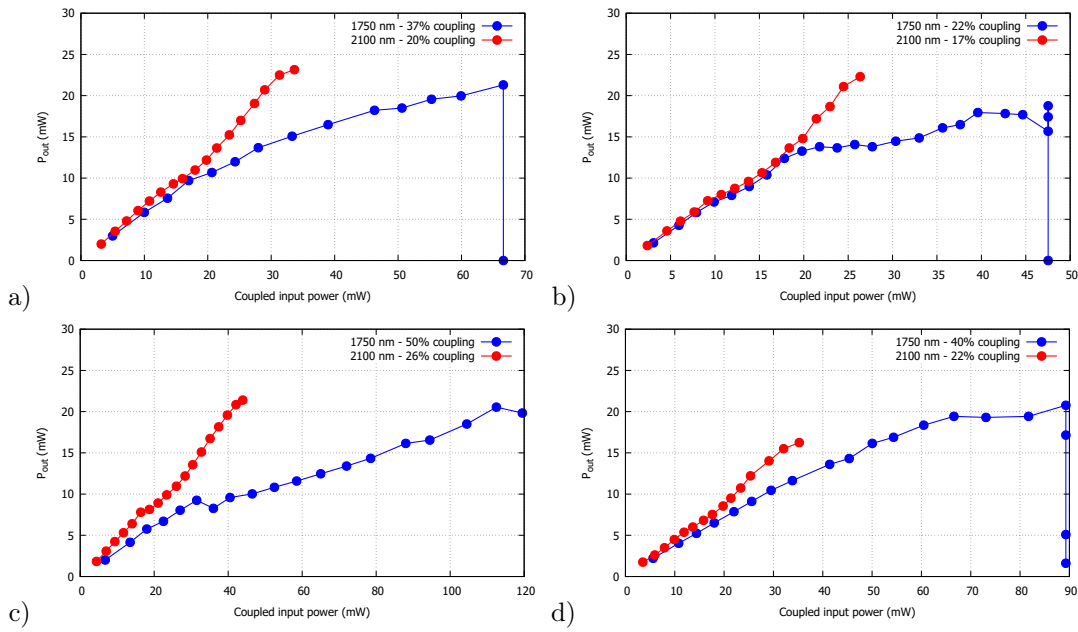 1750 nm - 37% coupling
2100 nm - 20% coupling
30
25
20
15
10
5
0
P_out (mW)
0 10 20 30 40 50 60 70
Coupled input power (mW)
a)
1750 nm - 22% coupling
2100 nm - 17% coupling
30
25
20
15
10
5
0
P_out (mW)
0 5 10 15 20 25 30 35 40 45 50
Coupled input power (mW)
b)
1750 nm - 50% coupling
2100 nm - 26% coupling
30
25
20
15
10
5
0
P_out (mW)
0 20 40 60 80 100 120
Coupled input power (mW)
c)
1750 nm - 40% coupling
2100 nm - 22% coupling
30
25
20
15
10
5
0
P_out (mW)
0 10 20 30 40 50 60 70 80 90
Coupled input power (mW)
d)